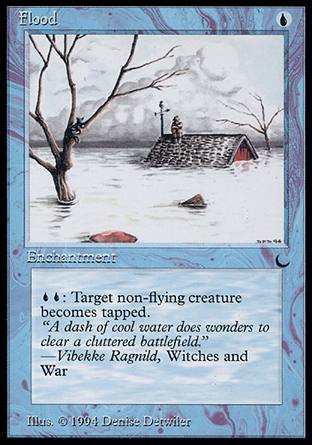 Flood
Enchantment
: Target non-flying creature
becomes tapped.
"A dash of cool water does wonders to
clear a cluttered battlefield."
—Vibekke Ragnild, Witches and
War
Illus. © 1994 Denise Detwiler